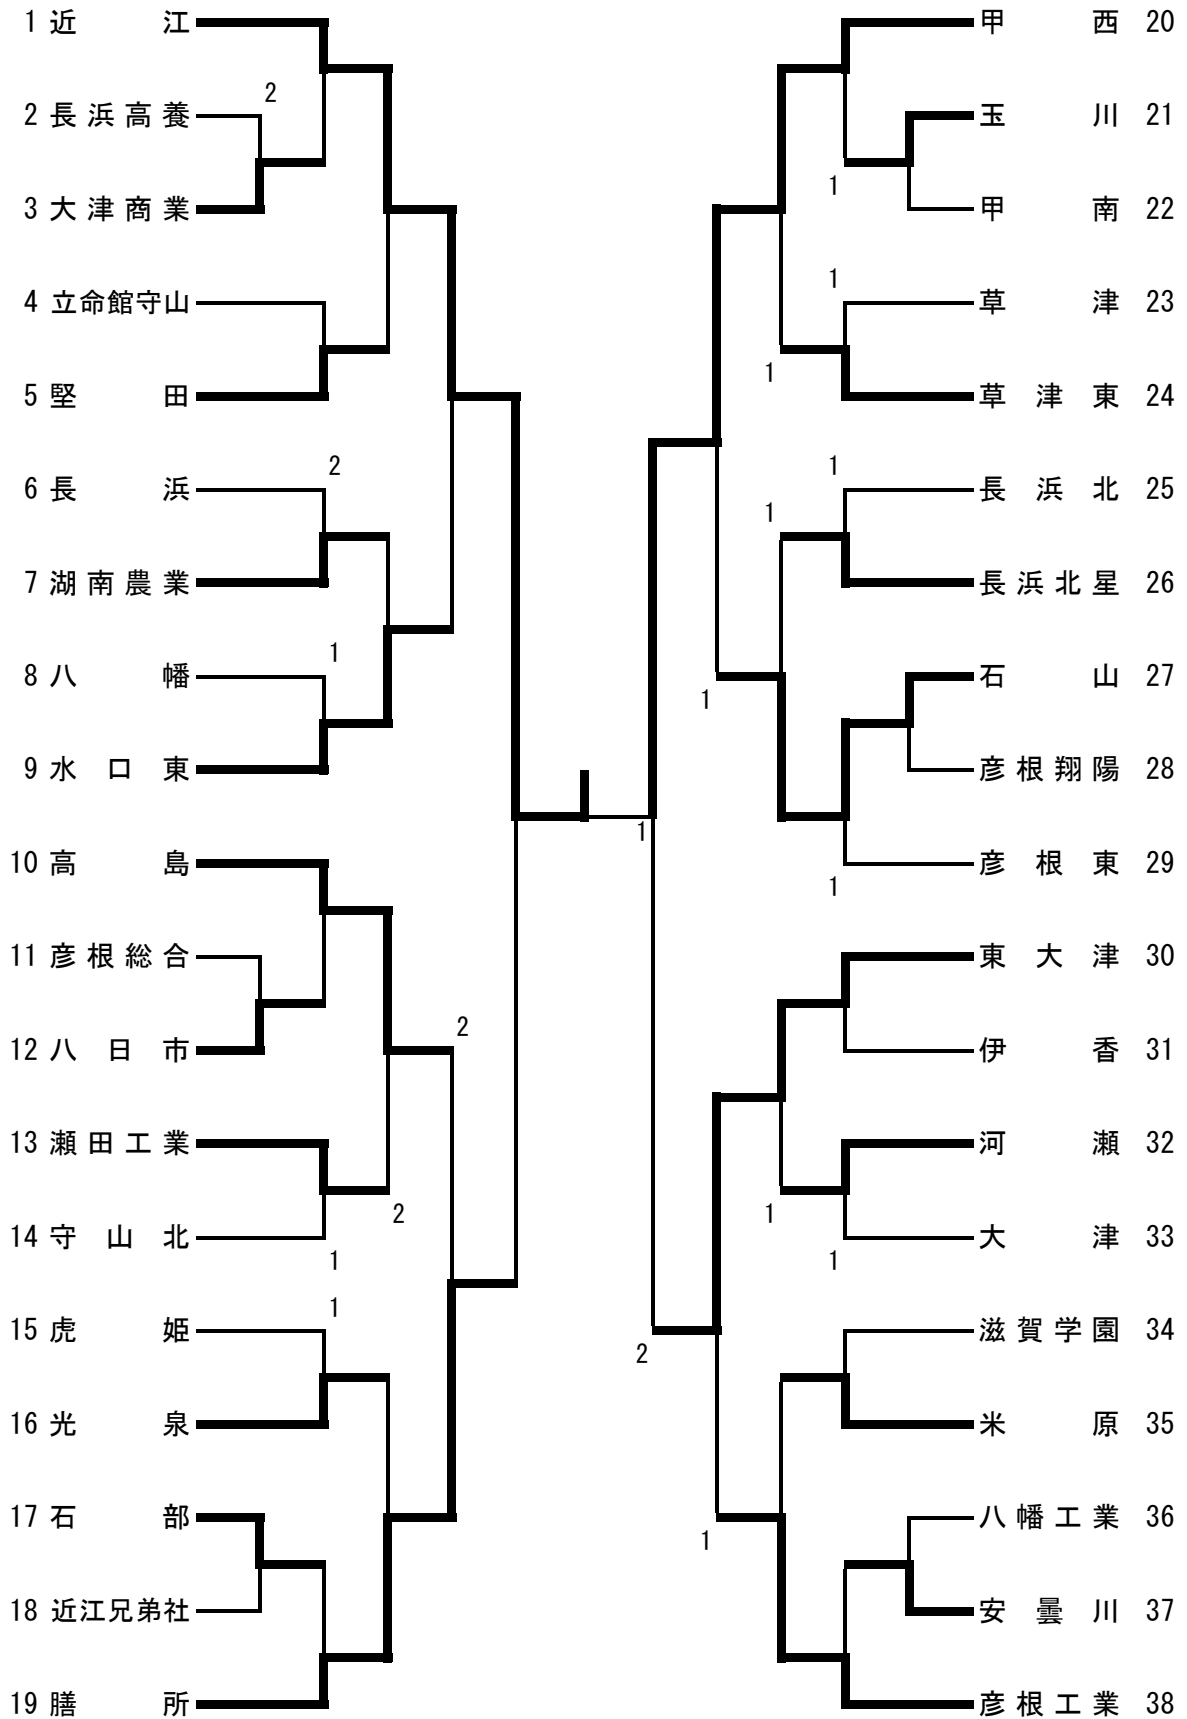 1 近江
2 長浜高養
3 大津商業
4 立命館守山
5 堅田
6 長浜
7 湖南農業
8 八幡
9 水口東
10 高島
11 彦根総合
12 八日市
13 瀬田工業
14 守山北
15 虎姫
16 光泉
17 石部
18 近江兄弟社
19 膳所
2
2
1
2
2
1
1
1
2
甲西 20
玉川 21
甲南 22
草津 23
草津東 24
長浜北 25
長浜北星 26
石山 27
彦根翔陽 28
彦根東 29
東大津 30
伊香 31
河瀬 32
大津 33
滋賀学園 34
米原 35
八幡工業 36
安曇川 37
彦根工業 38
1
1
1
1
1
1
1
1
1
1